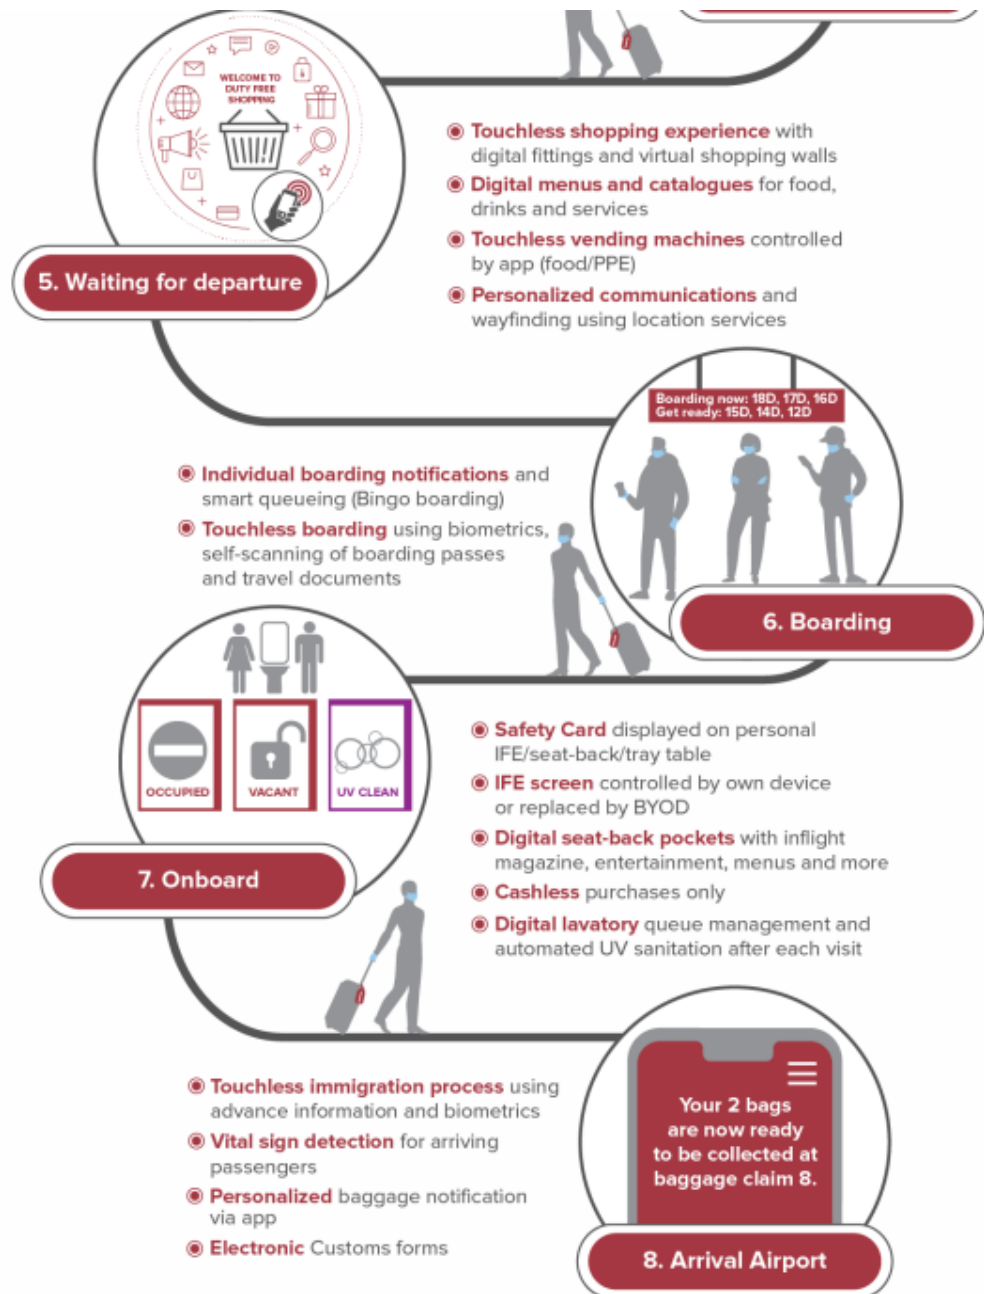 WELCOME TO
DUTY FREE
SHOPPING
5. Waiting for departure
Touchless shopping experience with
digital fittings and virtual shopping walls
Digital menus and catalogues for food,
drinks and services
Touchless vending machines controlled
by app (food/PPE)
Personalized communications and
wayfinding using location services
Boarding now: 18D, 17D, 16D
Get ready: 15D, 14D, 12D
6. Boarding
Individual boarding notifications and
smart queueing (Bingo boarding)
Touchless boarding using biometrics,
self-scanning of boarding passes
and travel documents
OCCUPIED
VACANT
UV CLEAN
7. Onboard
Safety Card displayed on personal
IFE/seat-back/tray table
IFE screen controlled by own device
or replaced by BYOD
Digital seat-back pockets with inflight
magazine, entertainment, menus and more
Cashless purchases only
Digital lavatory queue management and
automated UV sanitation after each visit
Touchless immigration process using
advance information and biometrics
Vital sign detection for arriving
passengers
Personalized baggage notification
via app
Electronic Customs forms
Your 2 bags
are now ready
to be collected at
baggage claim 8.
8. Arrival Airport